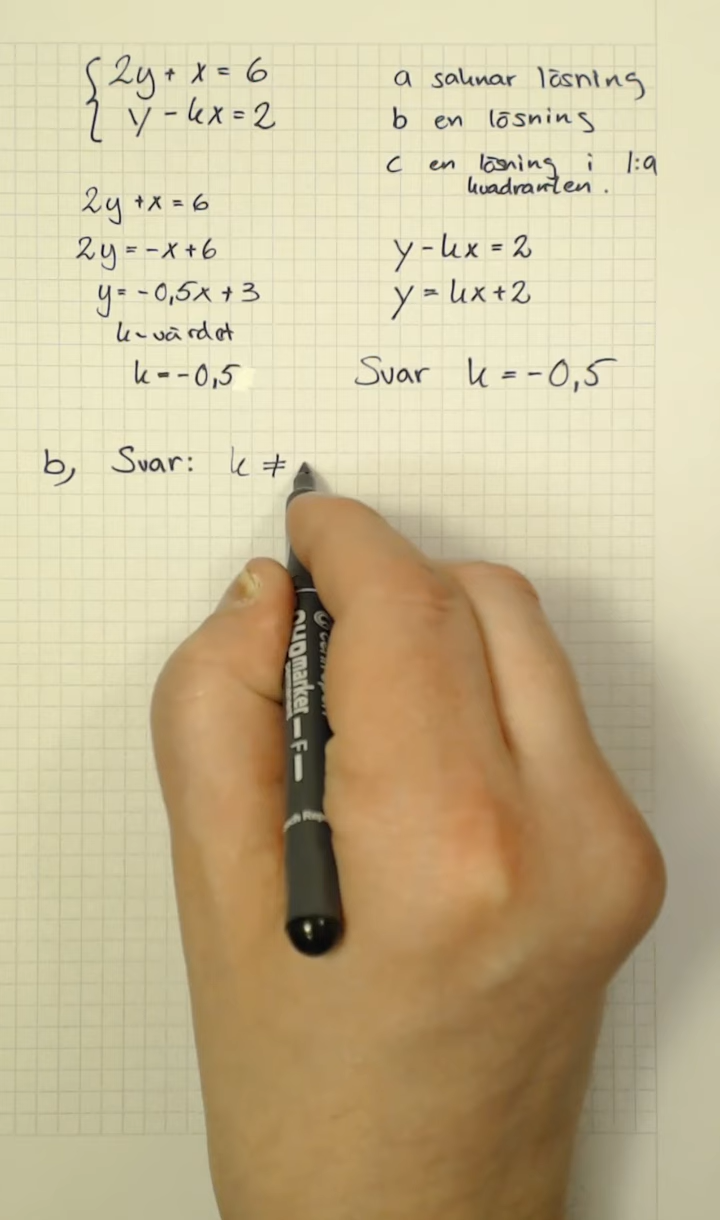 2y + x = 6
y - kx = 2
a saknar lösning
b en lösning
c en lösning i 1:a
kvadranten.
2y + x = 6
2y = -x + 6
y = -0,5x + 3
k-värdet
k = -0,5
y - kx = 2
y = kx + 2
Svar k = -0,5
b, Svar: k ≠
marker - F -